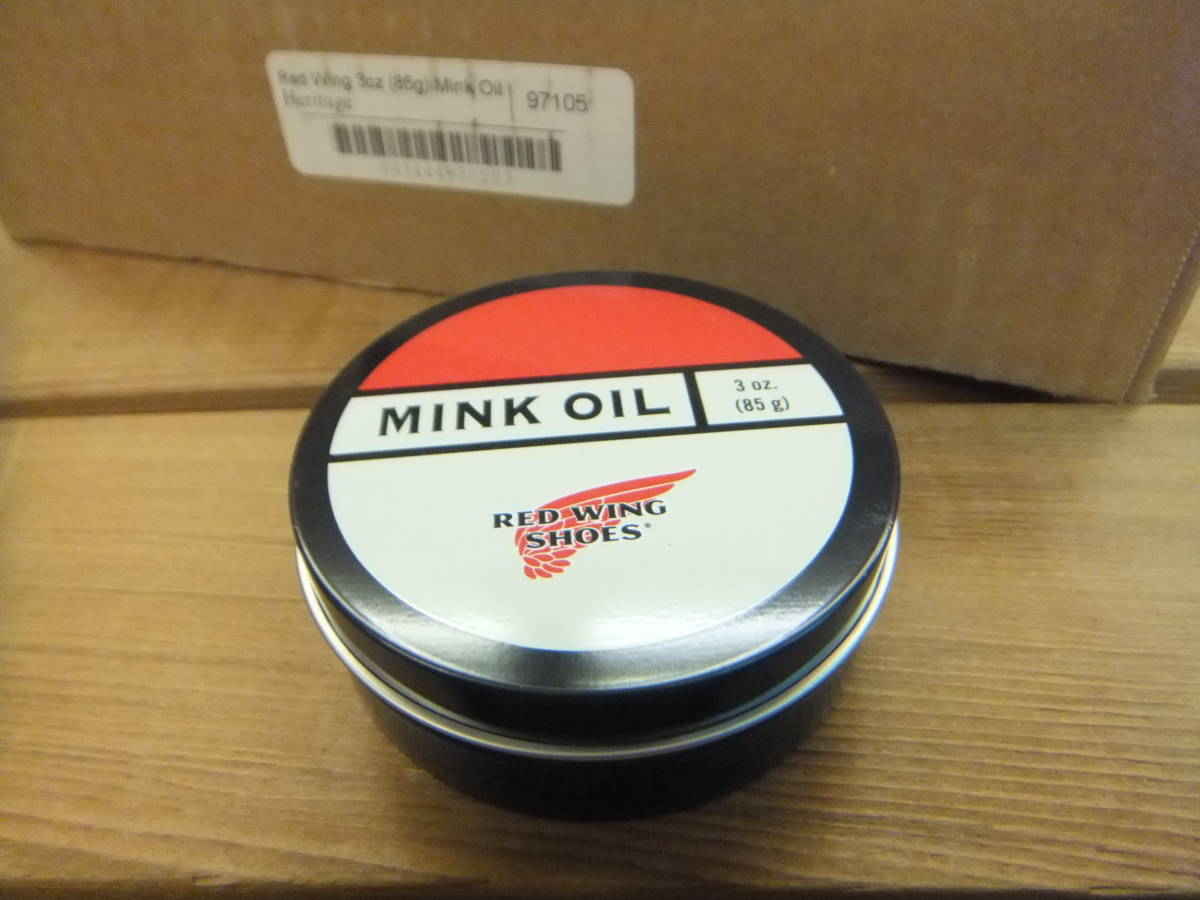 Red Wing 3oz (85g) Mink Oil
Heritage
97105
MINK OIL
3 oz.
(85 g)
RED WING
SHOES®